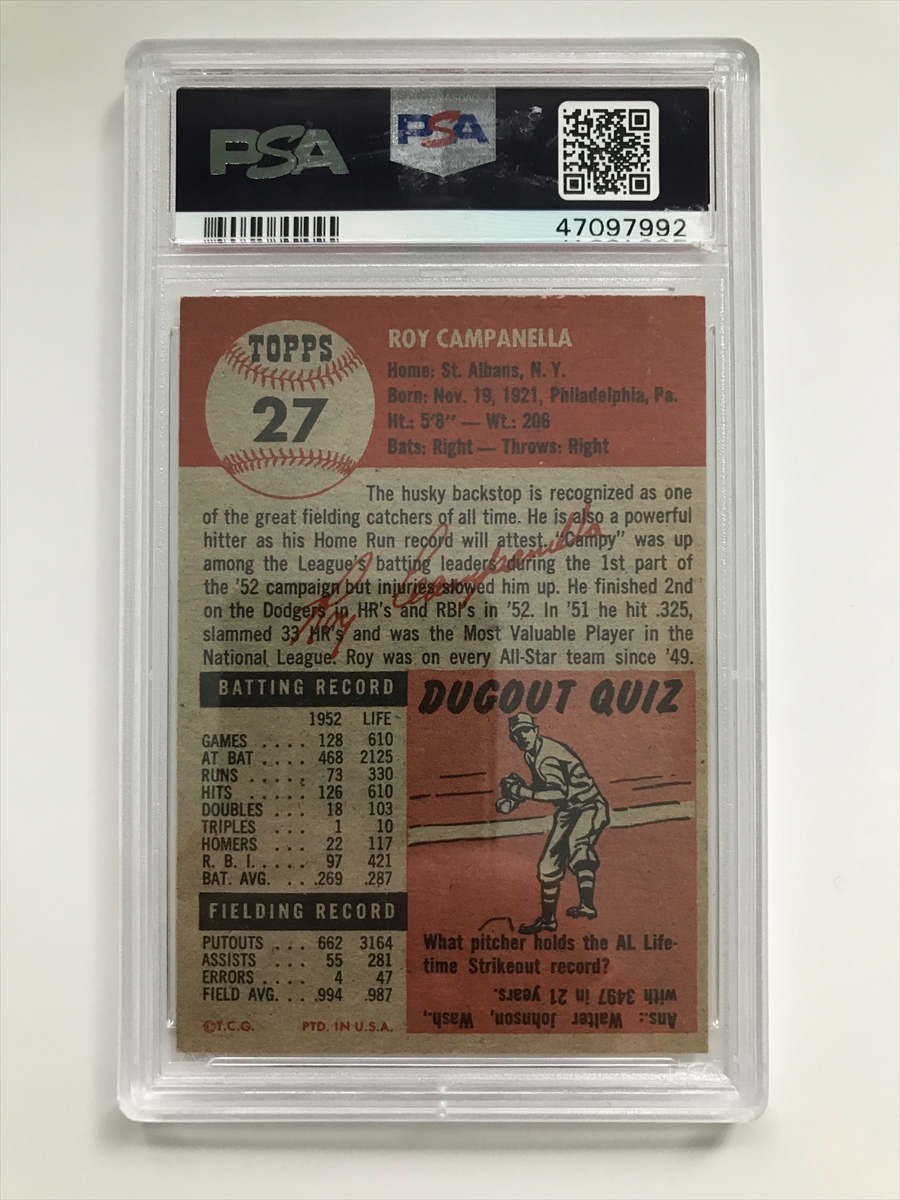 PSA
PSA
47097992
TOPPS
27
ROY CAMPANELLA
Home: St. Albans, N. Y.
Born: Nov. 19, 1921, Philadelphia, Pa.
Ht.: 5'8" — Wt.: 206
Bats: Right — Throws: Right
The husky backstop is recognized as one
of the great fielding catchers of all time. He is also a powerful
hitter as his Home Run record will attest. "Campy" was up
among the League's batting leaders during the 1st part of
the '52 campaign but injuries slowed him up. He finished 2nd
on the Dodgers in HR's and RBI's in '52. In '51 he hit .325,
slammed 33 HR's and was the Most Valuable Player in the
National League. Roy was on every All-Star team since '49.
Roy Campanella
BATTING RECORD
1952 LIFE
GAMES .... 128 610
AT BAT .... 468 2125
RUNS .... 73 330
HITS ..... 126 610
DOUBLES .. 18 103
TRIPLES ... 1 10
HOMERS ... 22 117
R. B. I. .... 97 421
BAT. AVG. ... .269 .287
FIELDING RECORD
PUTOUTS ... 662 3164
ASSISTS ... 55 281
ERRORS .... 4 47
FIELD AVG. .. .994 .987
©T.C.G. PTD. IN U.S.A.
DUGOUT QUIZ
What pitcher holds the AL Life-
time Strikeout record?
Ans.: Walter Johnson, Wash.,
with 3497 in 21 years.